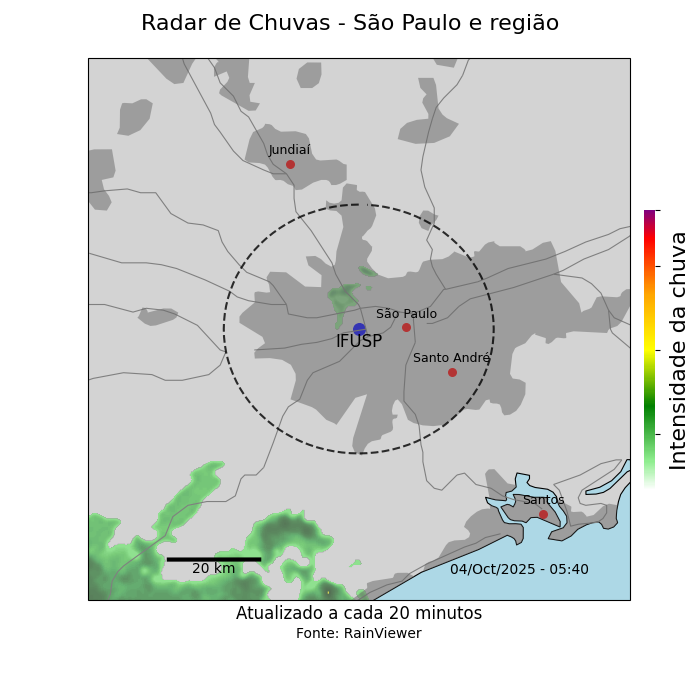 Radar de Chuvas - São Paulo e região
Jundiaí
São Paulo
IFUSP
Santo André
Santos
20 km
04/Oct/2025 - 05:40
Intensidade da chuva
Atualizado a cada 20 minutos
Fonte: RainViewer